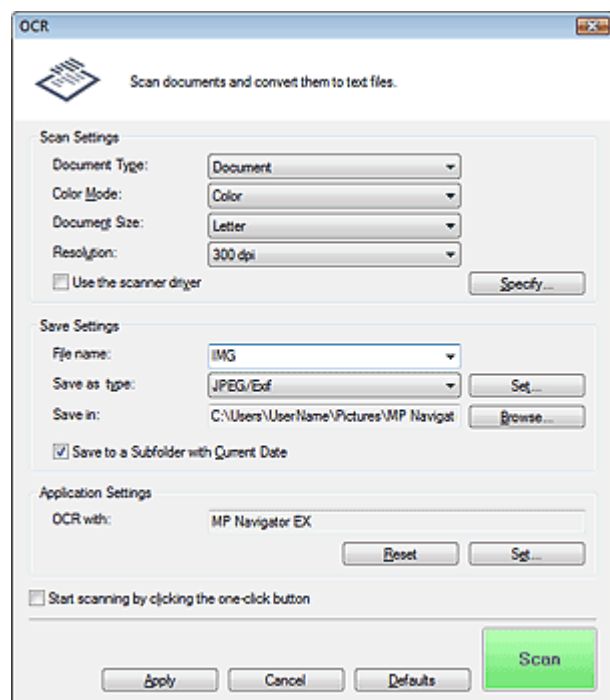 OCR
Scan documents and convert them to text files.
Scan Settings
Document Type: Document
Color Mode: Color
Document Size: Letter
Resolution: 300 dpi
Use the scanner driver Specify...
Save Settings
File name: IMG
Save as type: JPEG/Exif Set...
Save in: C:\Users\UserName\Pictures\MP Navigat Browse...
Save to a Subfolder with Current Date
Application Settings
OCR with: MP Navigator EX
Reset Set...
Start scanning by clicking the one-click button
Scan
Apply Cancel Defaults